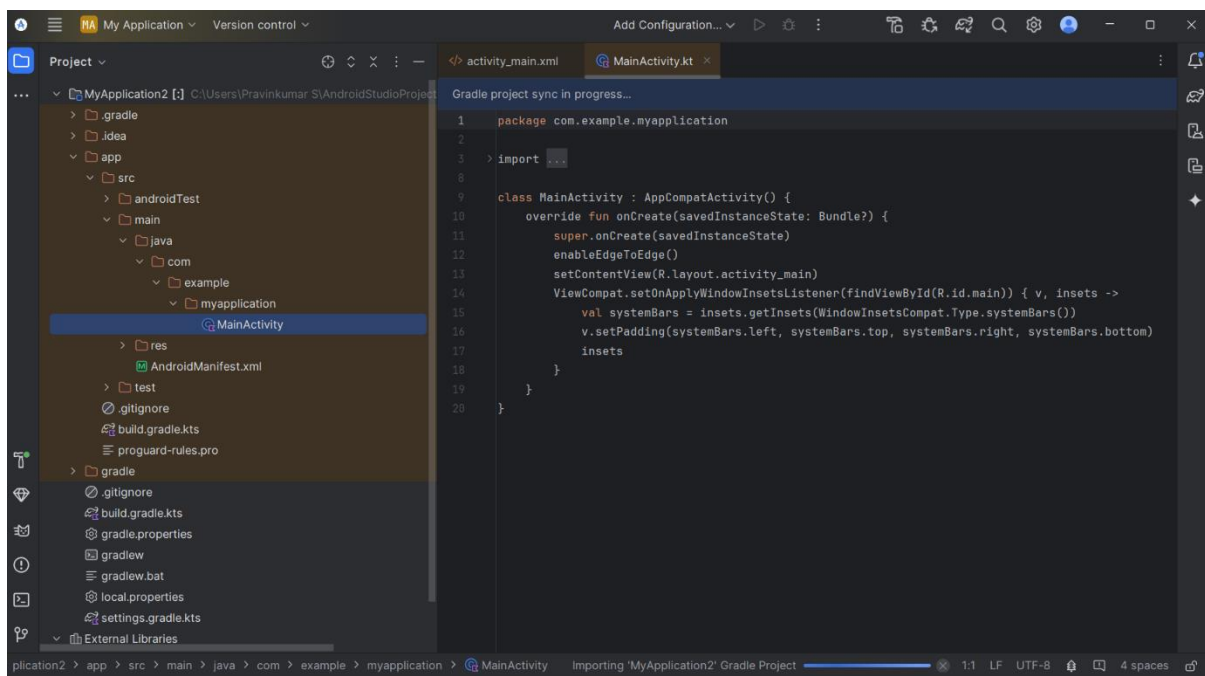 MA My Application Version control Add Configuration...
Project
activity_main.xml MainActivity.kt
MyApplication2 [:] C:\Users\Pravinkumar S\AndroidStudioProject
.gradle
.idea
app
src
androidTest
main
java
com
example
myapplication
MainActivity
res
AndroidManifest.xml
test
.gitignore
build.gradle.kts
proguard-rules.pro
gradle
.gitignore
build.gradle.kts
gradle.properties
gradlew
gradlew.bat
local.properties
settings.gradle.kts
External Libraries
Gradle project sync in progress...
1 package com.example.myapplication
2
3 import ...
8
9 class MainActivity : AppCompatActivity() {
10 override fun onCreate(savedInstanceState: Bundle?) {
11 super.onCreate(savedInstanceState)
12 enableEdgeToEdge()
13 setContentView(R.layout.activity_main)
14 ViewCompat.setOnApplyWindowInsetsListener(findViewById(R.id.main)) { v, insets ->
15 val systemBars = insets.getInsets(WindowInsetsCompat.Type.systemBars())
16 v.setPadding(systemBars.left, systemBars.top, systemBars.right, systemBars.bottom)
17 insets
18 }
19 }
20 }
plication2 > app > src > main > java > com > example > myapplication > MainActivity Importing 'MyApplication2' Gradle Project 1:1 LF UTF-8 4 spaces